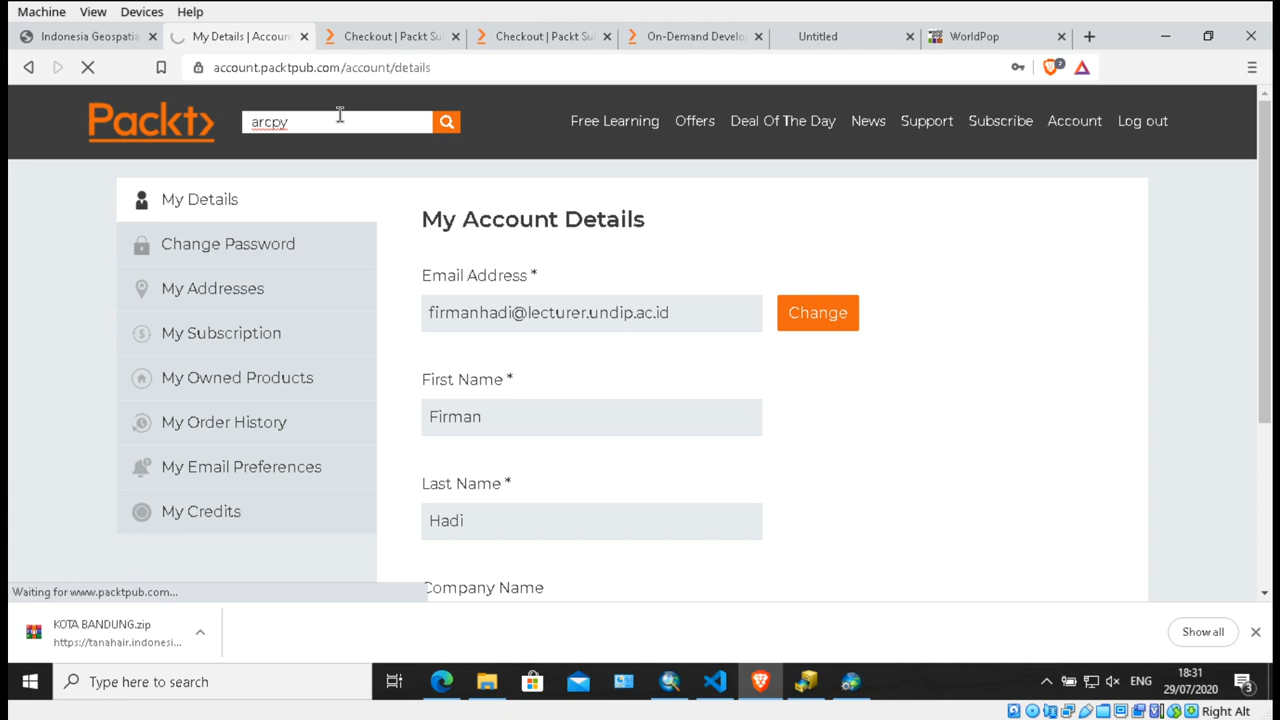 Machine View Devices Help
Indonesia Geospatia
My Details | Accoun
Checkout | Packt Su
Checkout | Packt Su
On-Demand Develo
Untitled
WorldPop
account.packtpub.com/account/details
2
Packt>
arcpy
Free Learning Offers Deal Of The Day News Support Subscribe Account Log out
My Details
Change Password
My Addresses
My Subscription
My Owned Products
My Order History
My Email Preferences
My Credits
My Account Details
Email Address *
firmanhadi@lecturer.undip.ac.id
Change
First Name *
Firman
Last Name *
Hadi
Company Name
Waiting for www.packtpub.com...
KOTA BANDUNG.zip
https://tanahair.indonesi...
Show all
Type here to search
ENG
18:31
29/07/2020
3
Right Alt